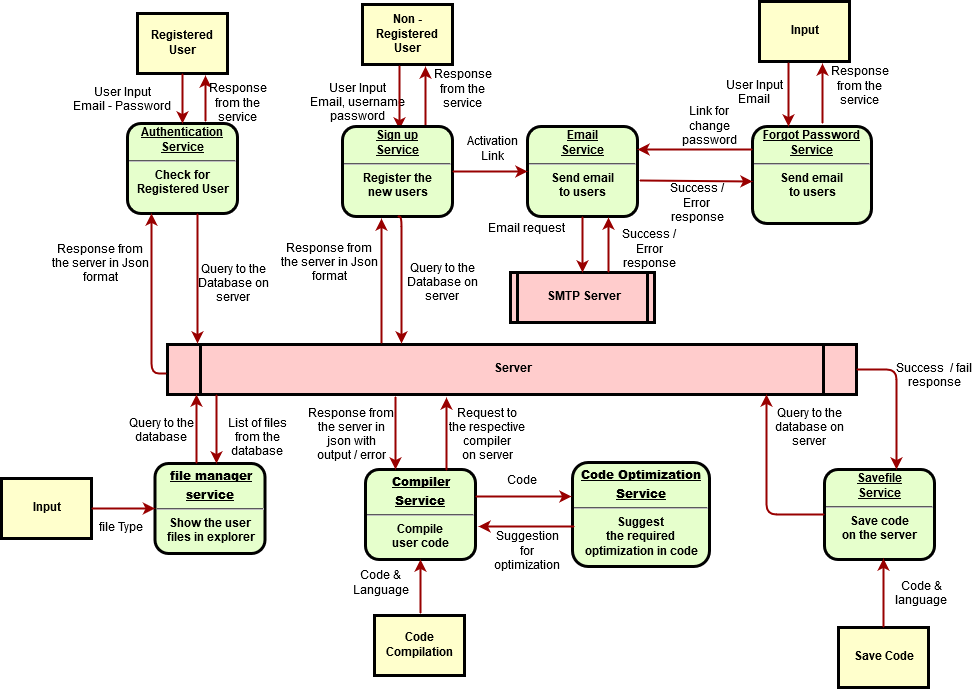 Registered
User
Non -
Registered
User
Input
User Input
Email - Password
Response
from the
service
User Input
Email, username
password
Response
from the
service
User Input
Email
Response
from the
service
Authentication
Service
Check for
Registered User
Sign up
Service
Register the
new users
Activation
Link
Email
Service
Send email
to users
Link for
change
password
Success /
Error
response
Forgot Password
Service
Send email
to users
Response from
the server in Json
format
Query to the
Database on
server
Response from
the server in Json
format
Query to the
Database on
server
Email request
Success /
Error
response
SMTP Server
Server
Success / fail
response
Query to the
database
List of files
from the
database
Response from
the server in
json with
output / error
Request to
the respective
compiler
on server
Query to the
database on
server
Input
file Type
file manager
service
Show the user
files in explorer
Compiler
Service
Compile
user code
Code
Suggestion
for
optimization
Code Optimization
Service
Suggest
the required
optimization in code
Savefile
Service
Save code
on the server
Code &
Language
Code
Compilation
Code &
language
Save Code